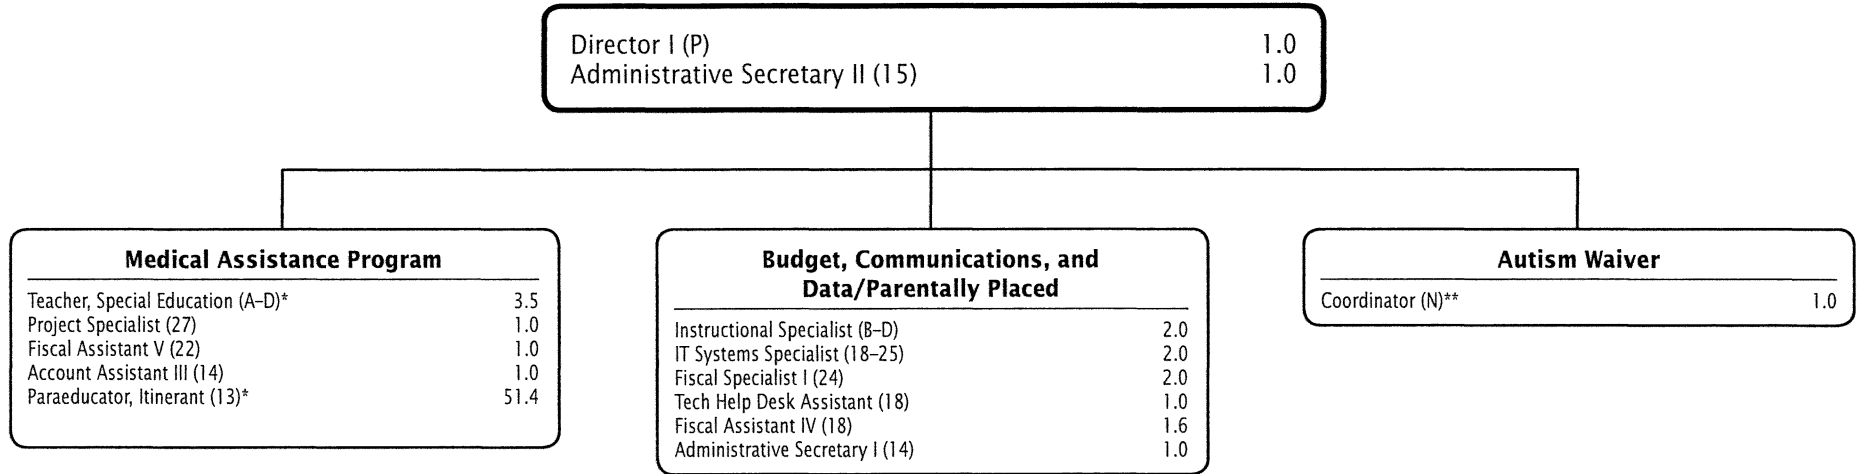 Director I (P) 1.0
Administrative Secretary II (15) 1.0
Medical Assistance Program
Teacher, Special Education (A–D)* 3.5
Project Specialist (27) 1.0
Fiscal Assistant V (22) 1.0
Account Assistant III (14) 1.0
Paraeducator, Itinerant (13)* 51.4
Budget, Communications, and
Data/Parentally Placed
Instructional Specialist (B–D) 2.0
IT Systems Specialist (18–25) 2.0
Fiscal Specialist I (24) 2.0
Tech Help Desk Assistant (18) 1.0
Fiscal Assistant IV (18) 1.6
Administrative Secretary I (14) 1.0
Autism Waiver
Coordinator (N)** 1.0